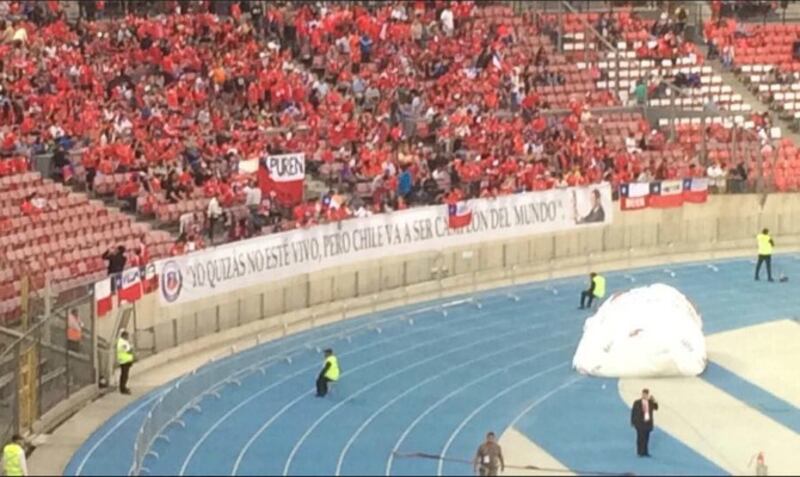 PUREN
"YO QUIZÁS NO ESTÉ VIVO, PERO CHILE VA A SER CAMPEÓN DEL MUNDO".